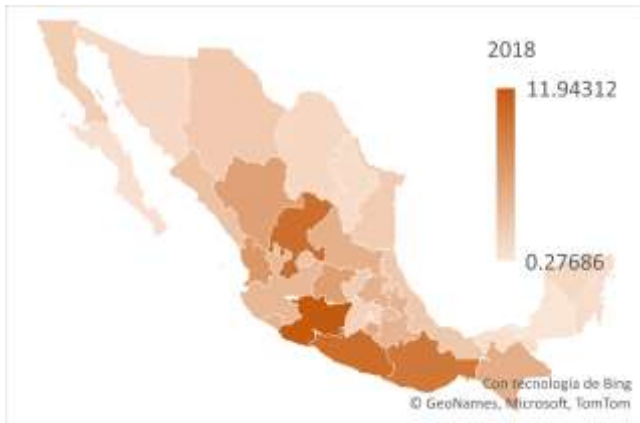 2018
11.94312
0.27686
Con tecnología de Bing
© GeoNames, Microsoft, TomTom